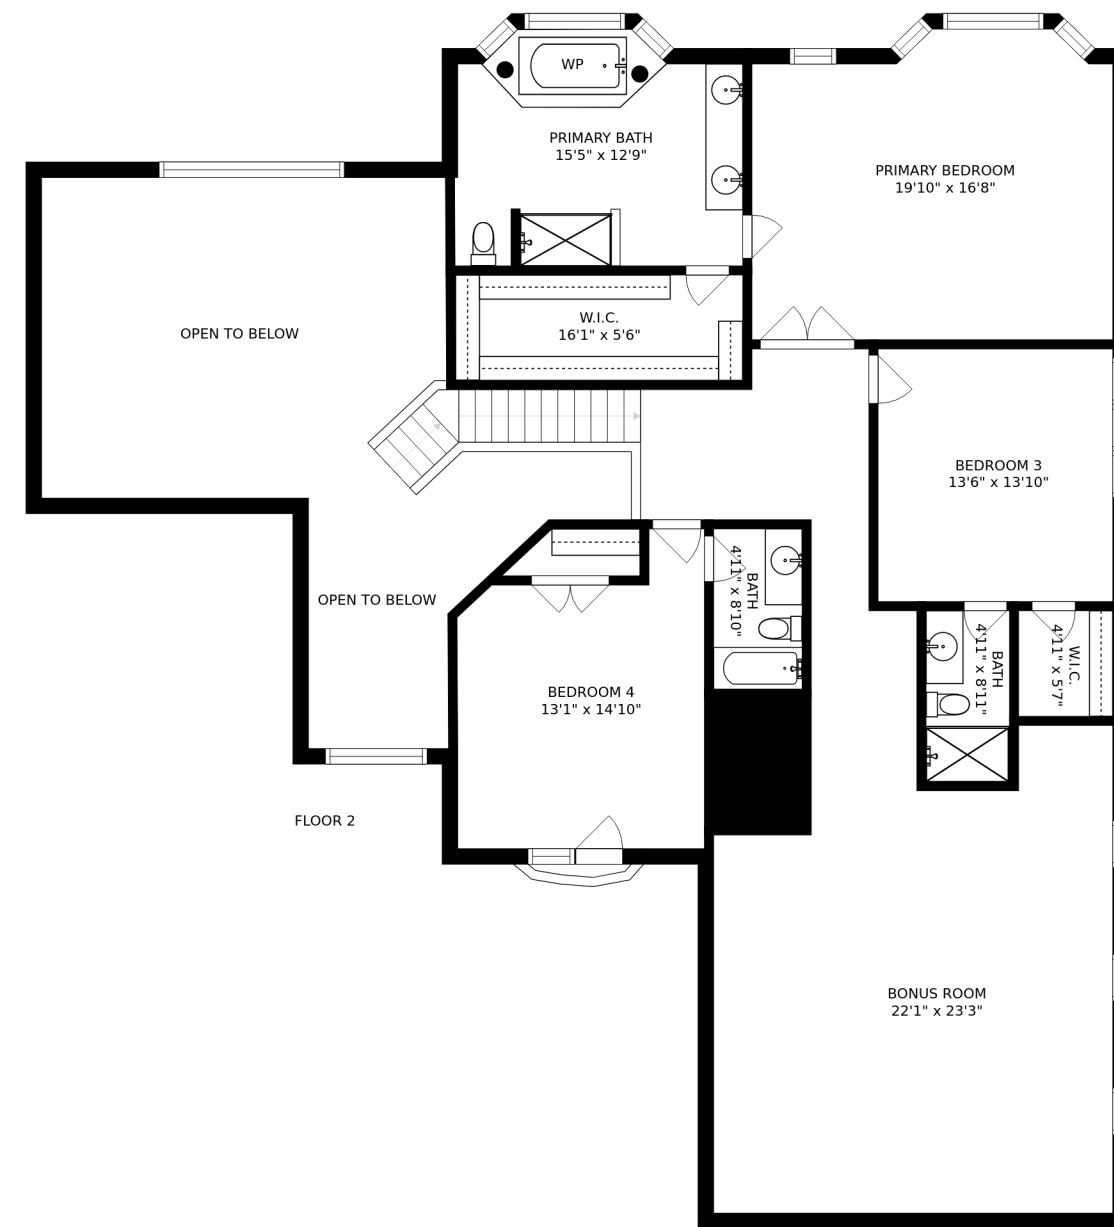 WP
PRIMARY BATH
15'5" x 12'9"
PRIMARY BEDROOM
19'10" x 16'8"
OPEN TO BELOW
W.I.C.
16'1" x 5'6"
BEDROOM 3
13'6" x 13'10"
BATH
4'11" x 8'10"
OPEN TO BELOW
BATH
4'11" x 8'11"
W.I.C.
4'11" x 5'7"
BEDROOM 4
13'1" x 14'10"
FLOOR 2
BONUS ROOM
22'1" x 23'3"